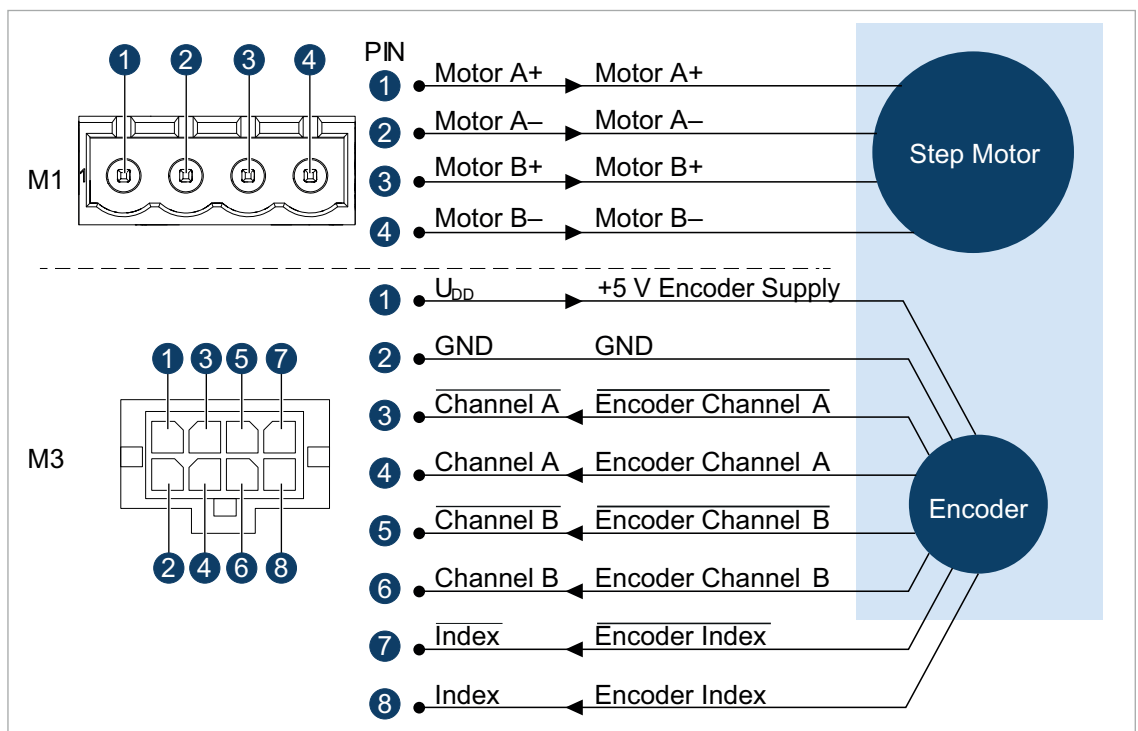 1 2 3 4
M1
1
PIN
1 Motor A+ Motor A+
2 Motor A– Motor A–
3 Motor B+ Motor B+
4 Motor B– Motor B–
Step Motor
1 3 5 7
M3
2 4 6 8
1 UDD +5 V Encoder Supply
2 GND GND
3 Channel A Encoder Channel A
4 Channel A Encoder Channel A
5 Channel B Encoder Channel B
6 Channel B Encoder Channel B
7 Index Encoder Index
8 Index Encoder Index
Encoder